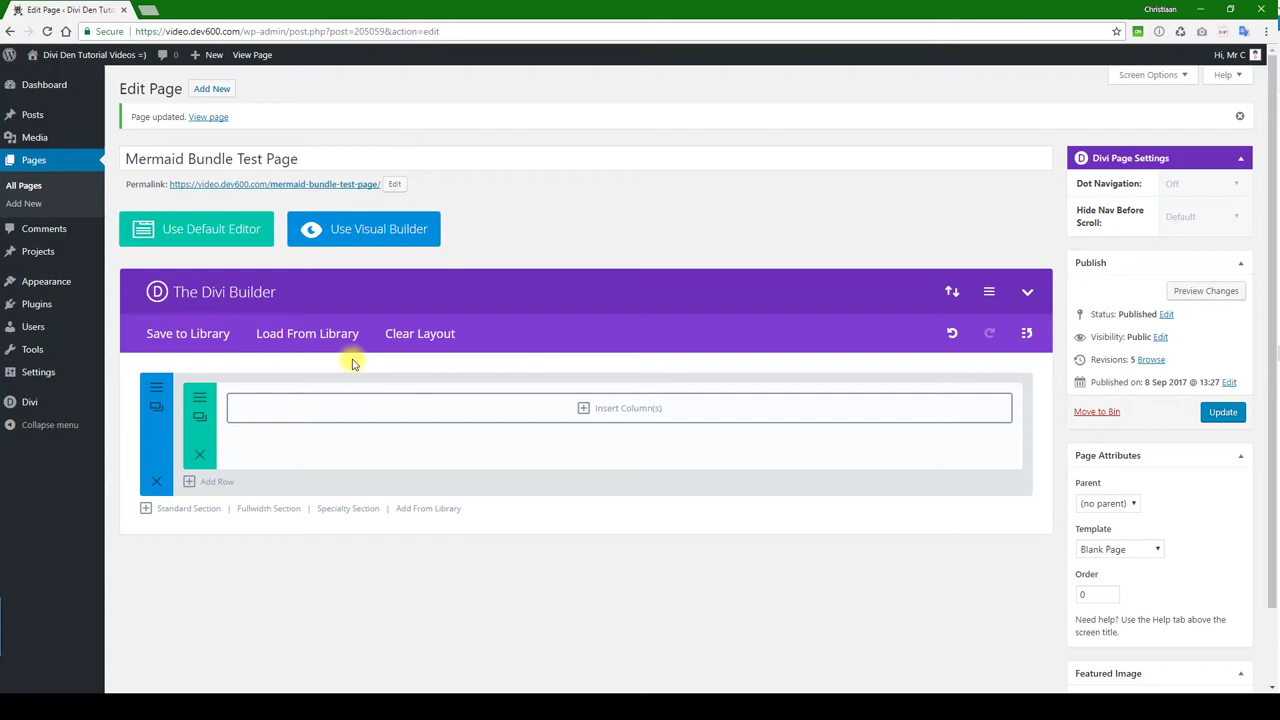 Edit Page ‹ Divi Den Tuto
Christiaan
Secure
https://video.dev600.com/wp-admin/post.php?post=205059&action=edit
Divi Den Tutorial Videos =)
0
New
View Page
Hi, Mr C
Dashboard
Posts
Media
Pages
All Pages
Add New
Comments
Projects
Appearance
Plugins
Users
Tools
Settings
Divi
Collapse menu
Edit Page
Add New
Screen Options
Help
Page updated. View page
Mermaid Bundle Test Page
Permalink: https://video.dev600.com/mermaid-bundle-test-page/
Edit
Use Default Editor
Use Visual Builder
D The Divi Builder
Save to Library
Load From Library
Clear Layout
Insert Column(s)
Add Row
Standard Section | Fullwidth Section | Specialty Section | Add From Library
D Divi Page Settings
Dot Navigation:
Off
Hide Nav Before
Scroll:
Default
Publish
Preview Changes
Status: Published Edit
Visibility: Public Edit
Revisions: 5 Browse
Published on: 8 Sep 2017 @ 13:27 Edit
Move to Bin
Update
Page Attributes
Parent
(no parent)
Template
Blank Page
Order
0
Need help? Use the Help tab above the
screen title.
Featured Image